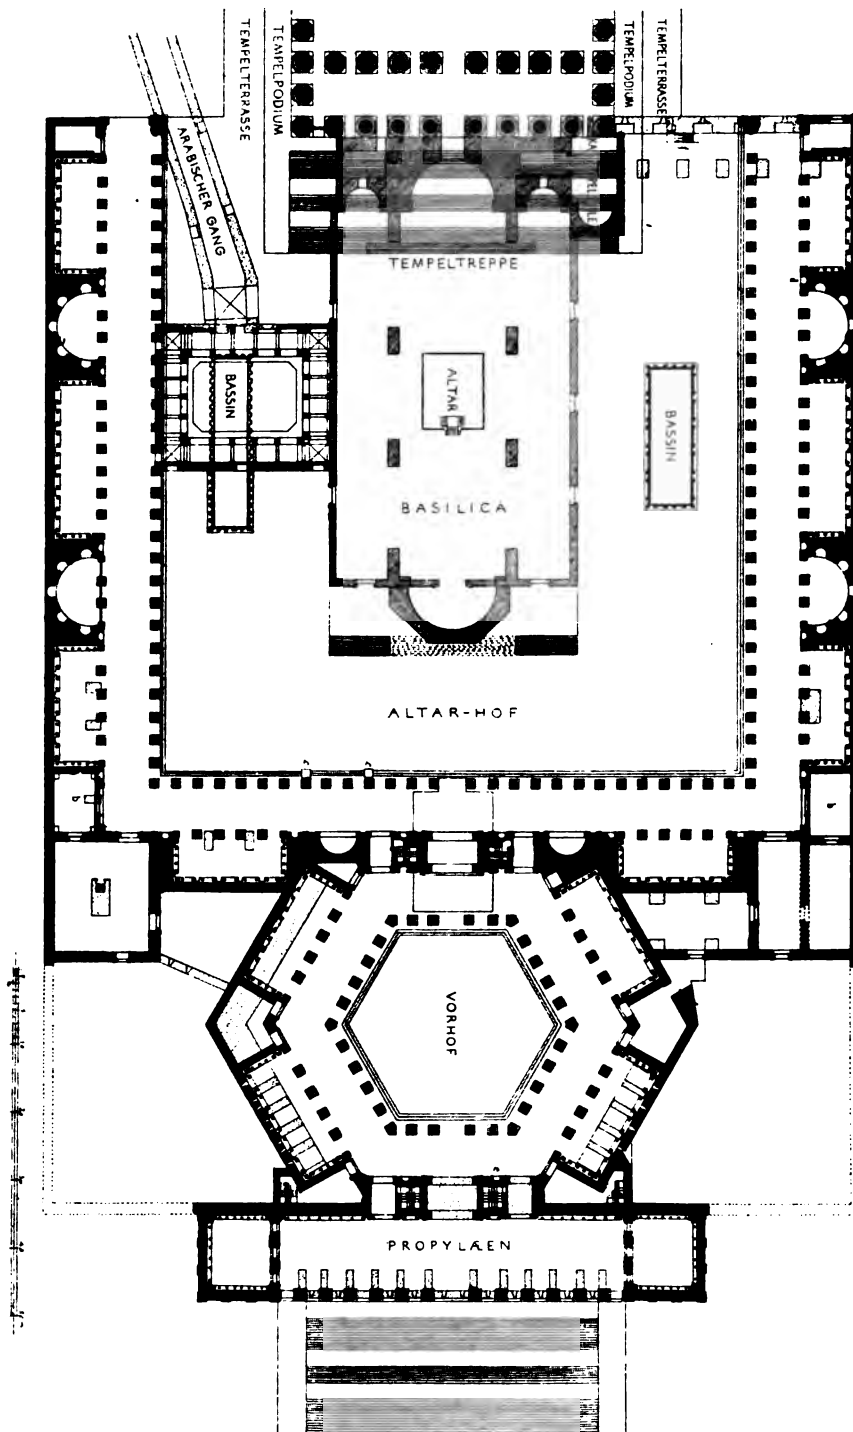 TEMPELTERRASSE
TEMPELPODIUM
TEMPELPODIUM
TEMPELTERRASSE
ARABISCHER GANG
TEMPELTREPPE
ALTAR
BASSIN
BASSIN
BASILICA
ALTAR-HOF
VORHOF
PROPYLÆEN